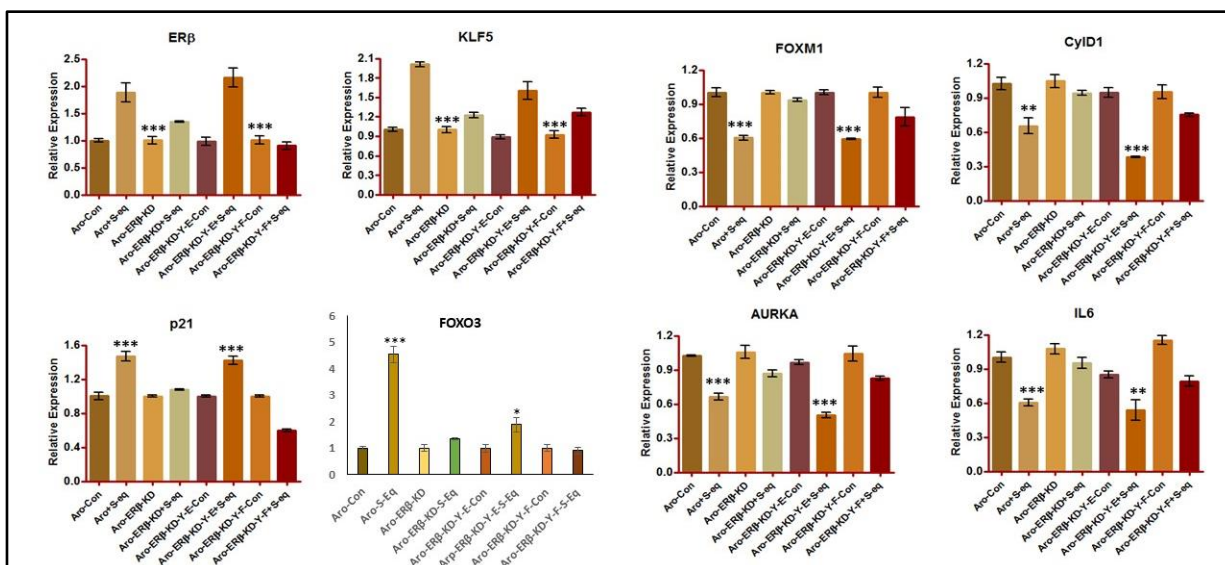 ERβ
Relative Expression
2.5
2.0
1.5
1.0
0.5
0.0
***
***
Aro-Con
Aro+S-eq
Aro-ERβ-KD
Aro-ERβ-KD+S-eq
Aro-ERβ-KD-Y-E-Con
Aro-ERβ-KD-Y-E+S-eq
Aro-ERβ-KD-Y-F-Con
Aro-ERβ-KD-Y-F+S-eq
KLF5
Relative Expression
2.1
1.8
1.5
1.2
0.9
0.6
0.3
0.0
***
***
Aro-Con
Aro+S-eq
Aro-ERβ-KD
Aro-ERβ-KD+S-eq
Aro-ERβ-KD-Y-E-Con
Aro-ERβ-KD-Y-E+S-eq
Aro-ERβ-KD-Y-F-Con
Aro-ERβ-KD-Y-F+S-eq
FOXM1
Relative Expression
1.2
0.9
0.6
0.3
0.0
***
***
Aro-Con
Aro+S-eq
Aro-ERβ-KD
Aro-ERβ-KD+S-eq
Aro-ERβ-KD-Y-E-Con
Aro-ERβ-KD-Y-E+S-eq
Aro-ERβ-KD-Y-F-Con
Aro-ERβ-KD-Y-F+S-eq
CylD1
Relative Expression
1.2
0.9
0.6
0.3
0.0
**
***
Aro-Con
Aro+S-eq
Aro-ERβ-KD
Aro-ERβ-KD+S-eq
Aro-ERβ-KD-Y-E-Con
Aro-ERβ-KD-Y-E+S-eq
Aro-ERβ-KD-Y-F-Con
Aro-ERβ-KD-Y-F+S-eq
p21
Relative Expression
1.6
1.2
0.8
0.4
0.0
***
***
Aro-Con
Aro+S-eq
Aro-ERβ-KD
Aro-ERβ-KD+S-eq
Aro-ERβ-KD-Y-E-Con
Aro-ERβ-KD-Y-E+S-eq
Aro-ERβ-KD-Y-F-Con
Aro-ERβ-KD-Y-F+S-eq
FOXO3
6
5
4
3
2
1
0
***
*
Aro-Con
Aro-S-Eq
Aro-ERβ-KD
Aro-ERβ-KD-S-Eq
Aro-ERβ-KD-Y-E-Con
Arp-ERβ-KD-Y-E-S-Eq
Aro-ERβ-KD-Y-F-Con
Aro-ERβ-KD-Y-F-S-Eq
AURKA
Relative Expression
1.2
0.9
0.6
0.3
0.0
***
***
Aro-Con
Aro+S-eq
Aro-ERβ-KD
Aro-ERβ-KD+S-eq
Aro-ERβ-KD-Y-E-Con
Aro-ERβ-KD-Y-E+S-eq
Aro-ERβ-KD-Y-F-Con
Aro-ERβ-KD-Y-F+S-eq
IL6
Relative Expression
1.2
0.9
0.6
0.3
0.0
***
**
Aro-Con
Aro+S-eq
Aro-ERβ-KD
Aro-ERβ-KD+S-eq
Aro-ERβ-KD-Y-E-Con
Aro-ERβ-KD-Y-E+S-eq
Aro-ERβ-KD-Y-F-Con
Aro-ERβ-KD-Y-F+S-eq